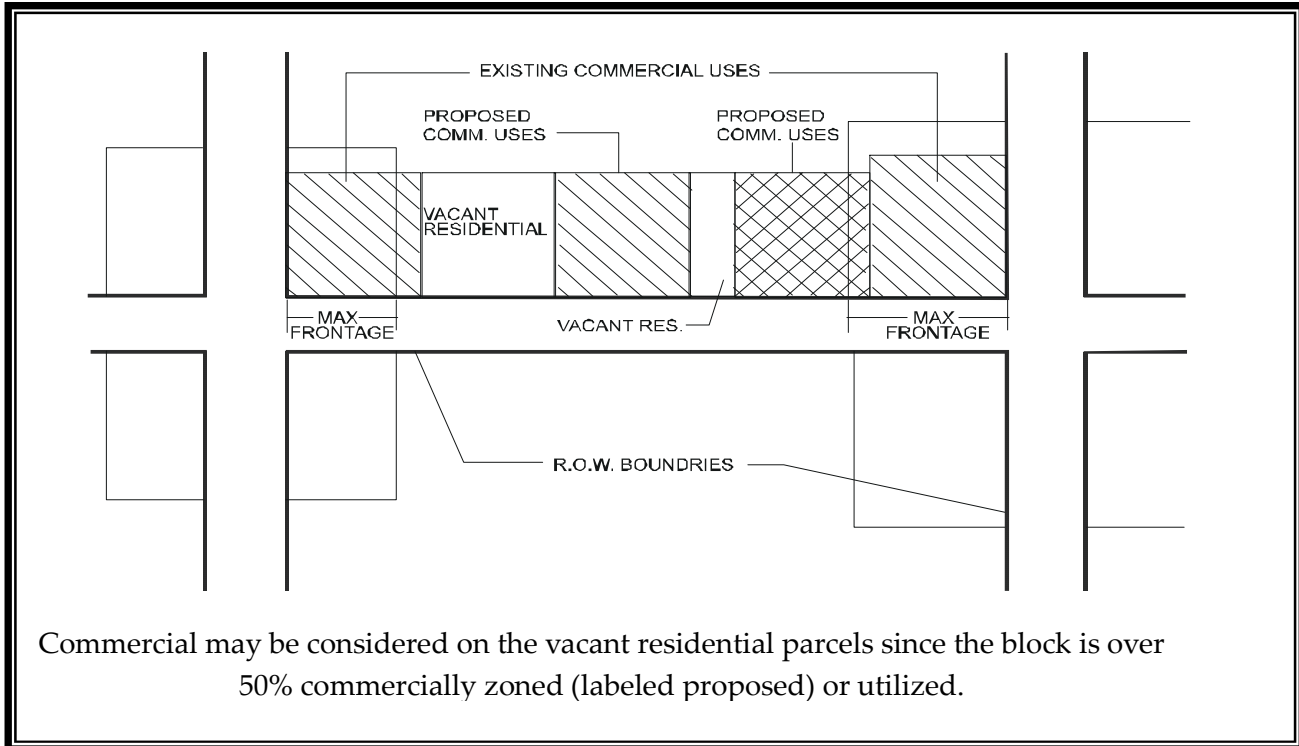 EXISTING COMMERCIAL USES
PROPOSED
COMM. USES
PROPOSED
COMM. USES
VACANT
RESIDENTIAL
MAX
FRONTAGE
VACANT RES.
MAX
FRONTAGE
R.O.W. BOUNDRIES
Commercial may be considered on the vacant residential parcels since the block is over
50% commercially zoned (labeled proposed) or utilized.